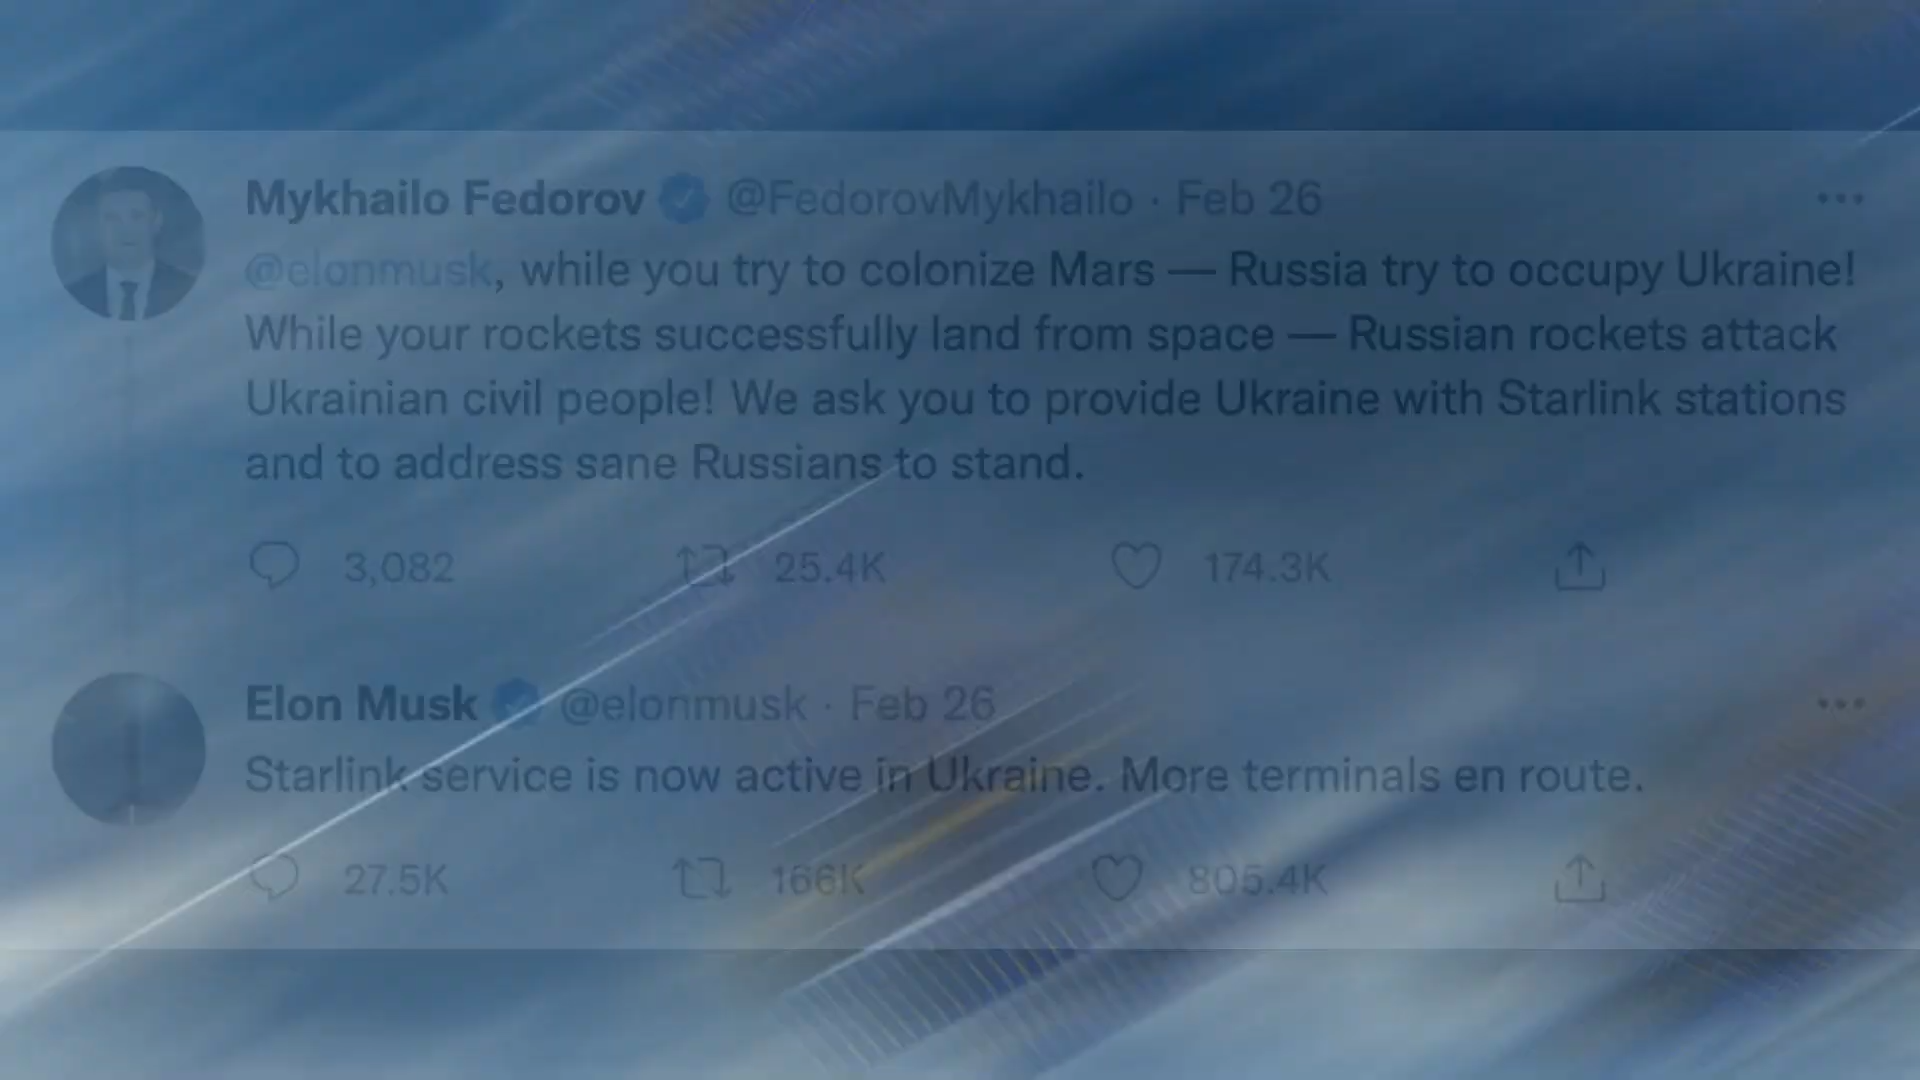 Mykhailo Fedorov @FedorovMykhailo · Feb 26
@elonmusk, while you try to colonize Mars — Russia try to occupy Ukraine!
While your rockets successfully land from space — Russian rockets attack
Ukrainian civil people! We ask you to provide Ukraine with Starlink stations
and to address sane Russians to stand.
3,082 25.4K 174.3K
Elon Musk @elonmusk · Feb 26
Starlink service is now active in Ukraine. More terminals en route.
27.5K 166K 805.4K